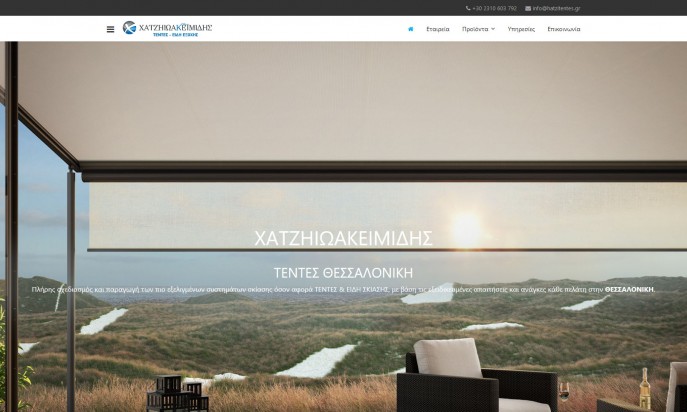 +30 2310 603 792 info@hatzitentes.gr
ΧΑΤΖΗΙΩΑΚΕΙΜΙΔΗΣ
ΤΕΝΤΕΣ - ΕΙΔΗ ΣΚΙΑΣΗΣ
Εταιρεία Προϊόντα Υπηρεσίες Επικοινωνία
ΧΑΤΖΗΙΩΑΚΕΙΜΙΔΗΣ
ΤΕΝΤΕΣ ΘΕΣΣΑΛΟΝΙΚΗ
Πλήρης σχεδιασμός και παραγωγή των πιο εξελιγμένων συστημάτων σκίασης όσον αφορά ΤΕΝΤΕΣ & ΕΙΔΗ ΣΚΙΑΣΗΣ, με βάση τις εξειδικευμένες απαιτήσεις και ανάγκες κάθε πελάτη στην ΘΕΣΣΑΛΟΝΙΚΗ.